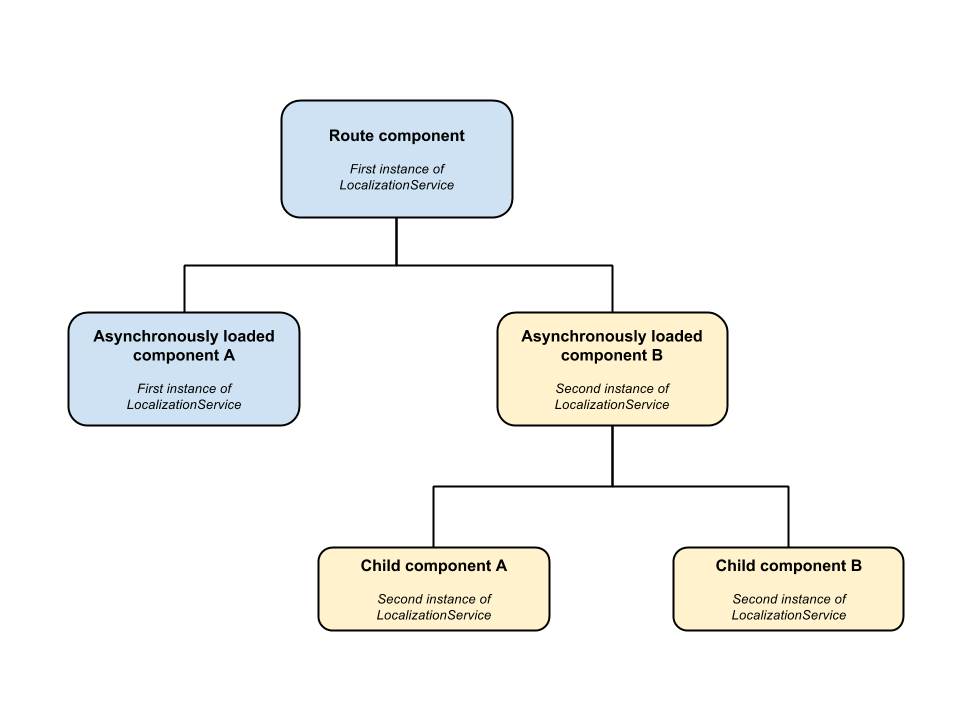 Route component
First instance of
LocalizationService
Asynchronously loaded
component A
First instance of
LocalizationService
Asynchronously loaded
component B
Second instance of
LocalizationService
Child component A
Second instance of
LocalizationService
Child component B
Second instance of
LocalizationService